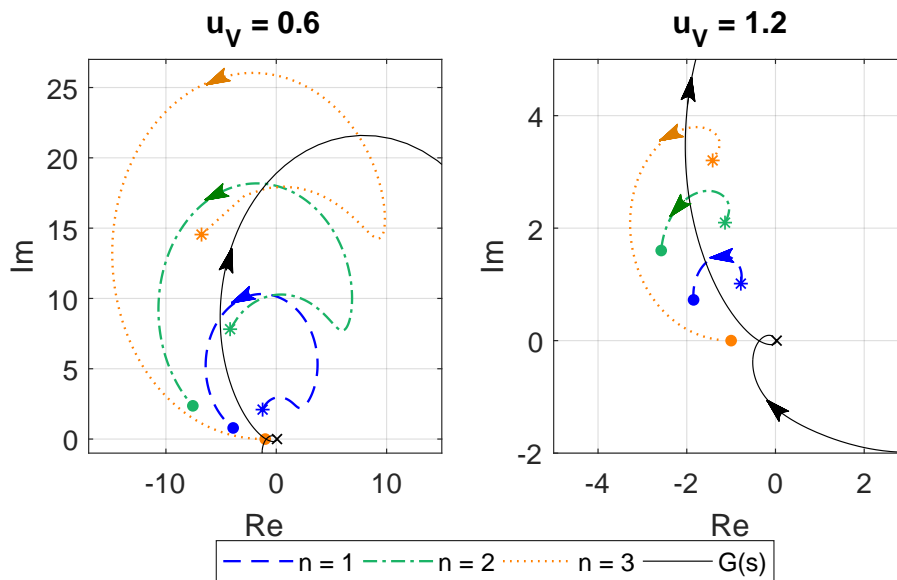 u_V = 0.6
u_V = 1.2
25
20
15
10
5
0
Im
-10
0
10
Re
4
2
0
-2
Im
-4
-2
0
2
Re
n = 1
n = 2
n = 3
G(s)